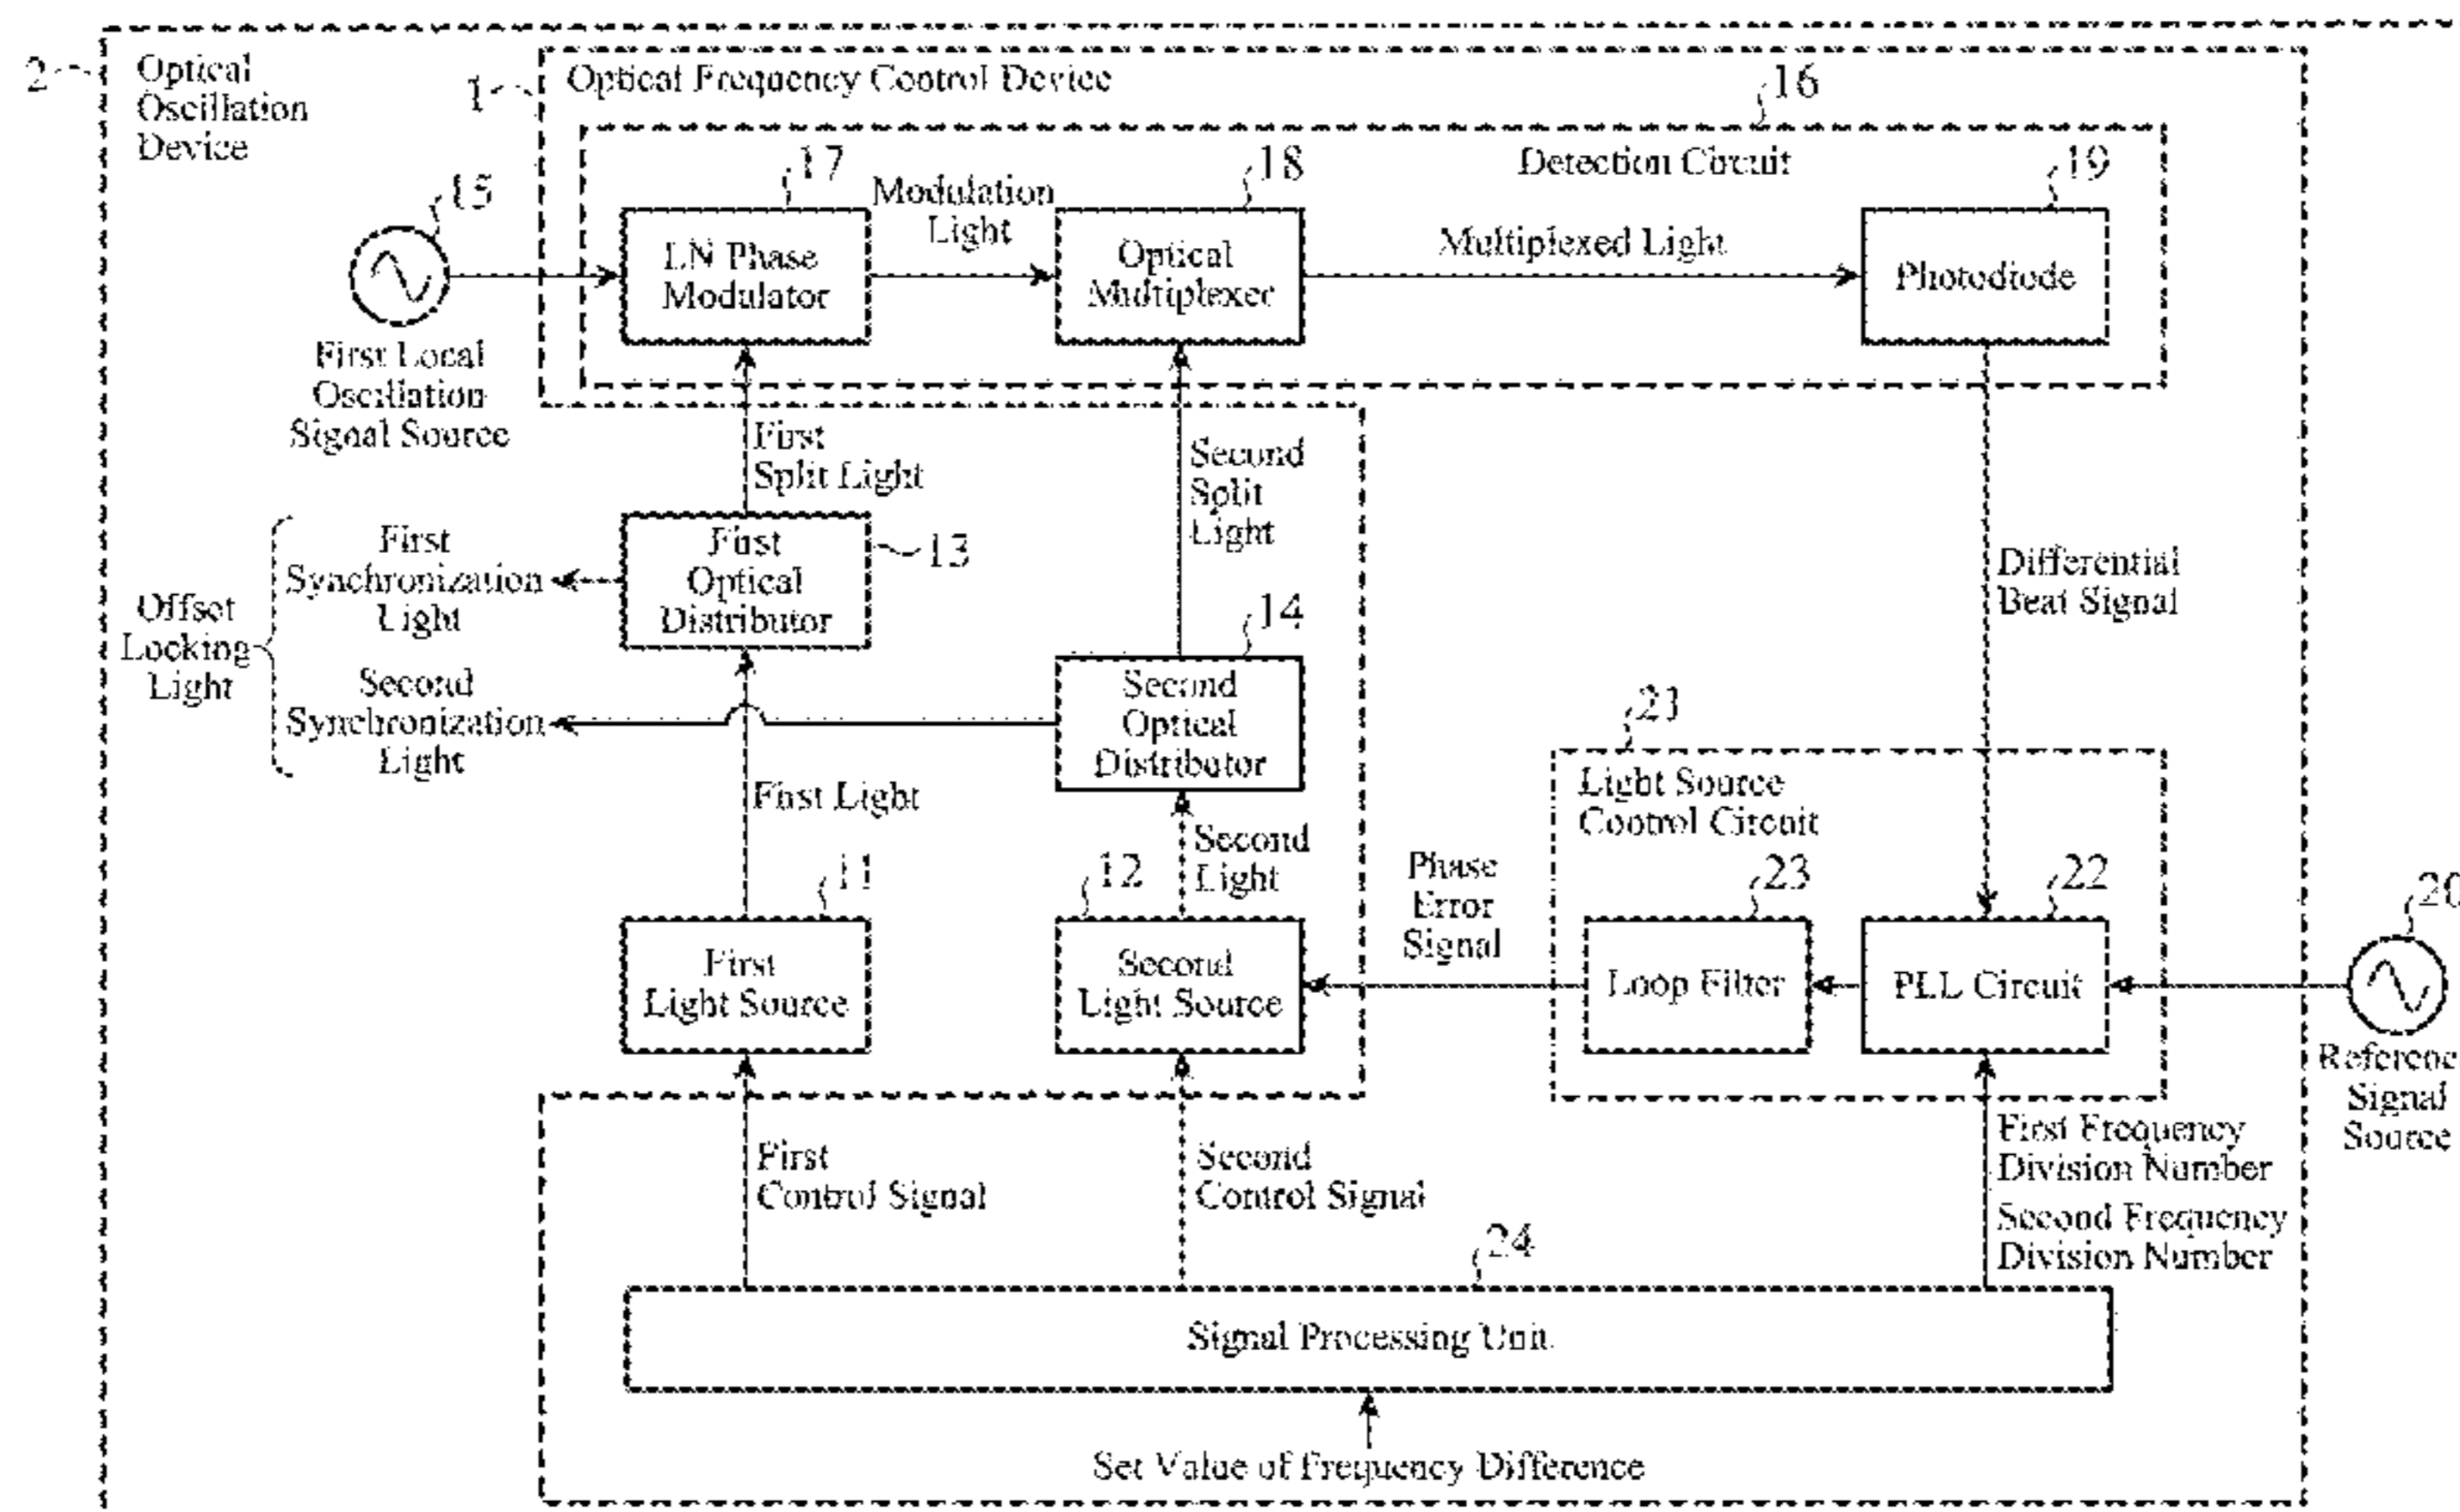 2
Optical
Oscillation
Device
1
Optical Frequency Control Device
16
Detection Circuit
15
17
Modulation
Light
18
19
LN Phase
Modulator
Optical
Multiplexer
Multiplexed Light
Photodiode
First Local
Oscillation
Signal Source
First
Split Light
Second
Split
Light
First
Synchronization
Light
First
Optical
Distributor
13
Differential
Beat Signal
Offset
Locking
Light
Second
Synchronization
Light
14
Second
Optical
Distributor
21
Light Source
Control Circuit
First Light
Second
Light
Phase
Error
Signal
11
12
23
22
20
First
Light Source
Second
Light Source
Loop Filter
PLL Circuit
Referenc
Signal
Source
First
Control Signal
Second
Control Signal
First Frequency
Division Number
Second Frequency
Division Number
24
Signal Processing Unit
Set Value of Frequency Difference